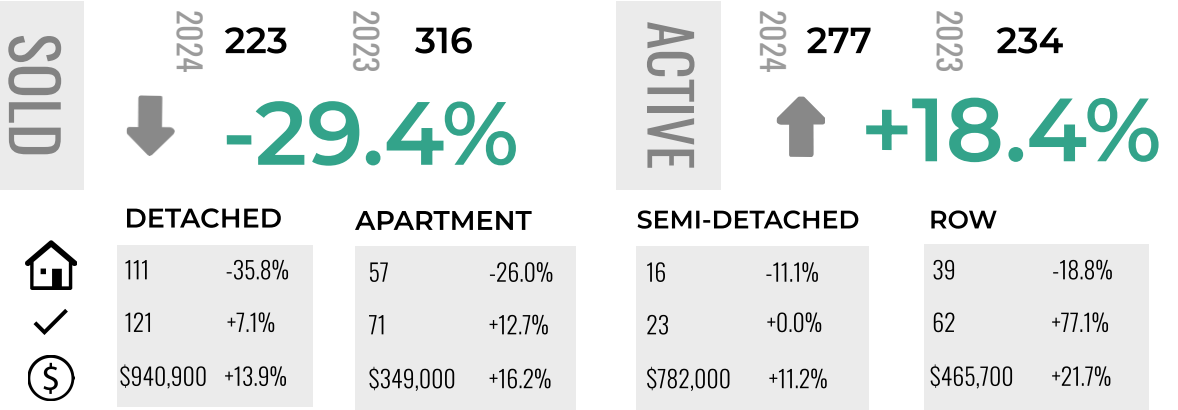 SOLD
2024 223 2023 316
-29.4%
ACTIVE
2024 277 2023 234
+18.4%
DETACHED APARTMENT SEMI-DETACHED ROW
111 -35.8% 57 -26.0% 16 -11.1% 39 -18.8%
121 +7.1% 71 +12.7% 23 +0.0% 62 +77.1%
$ $940,900 +13.9% $349,000 +16.2% $782,000 +11.2% $465,700 +21.7%